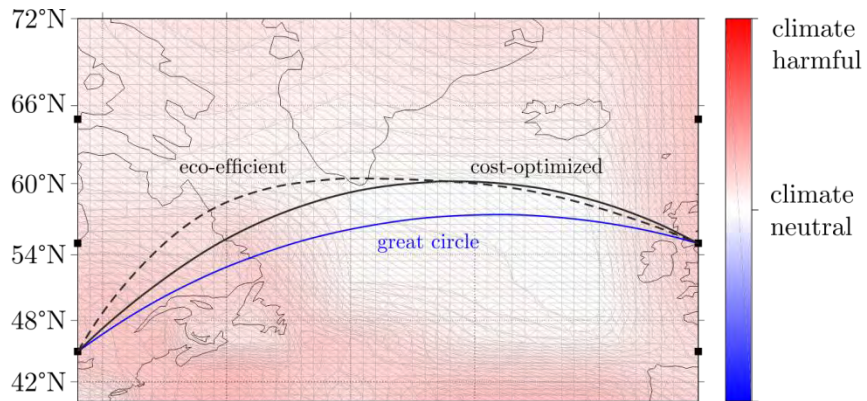 72°N
66°N
60°N
54°N
48°N
42°N
eco-efficient
cost-optimized
great circle
climate
harmful
climate
neutral